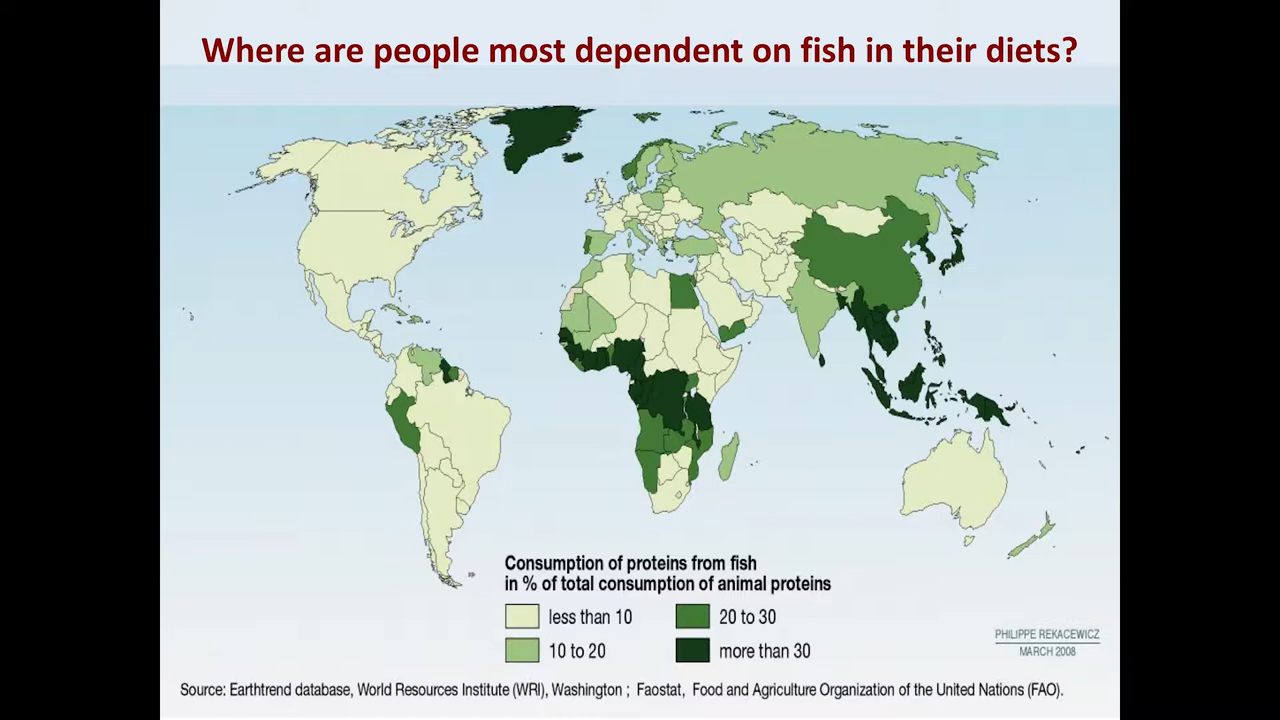 Where are people most dependent on fish in their diets?
Consumption of proteins from fish
in % of total consumption of animal proteins
less than 10
20 to 30
10 to 20
more than 30
PHILIPPE REKACEWICZ
MARCH 2008
Source: Earthtrend database, World Resources Institute (WRI), Washington ; Faostat, Food and Agriculture Organization of the United Nations (FAO).